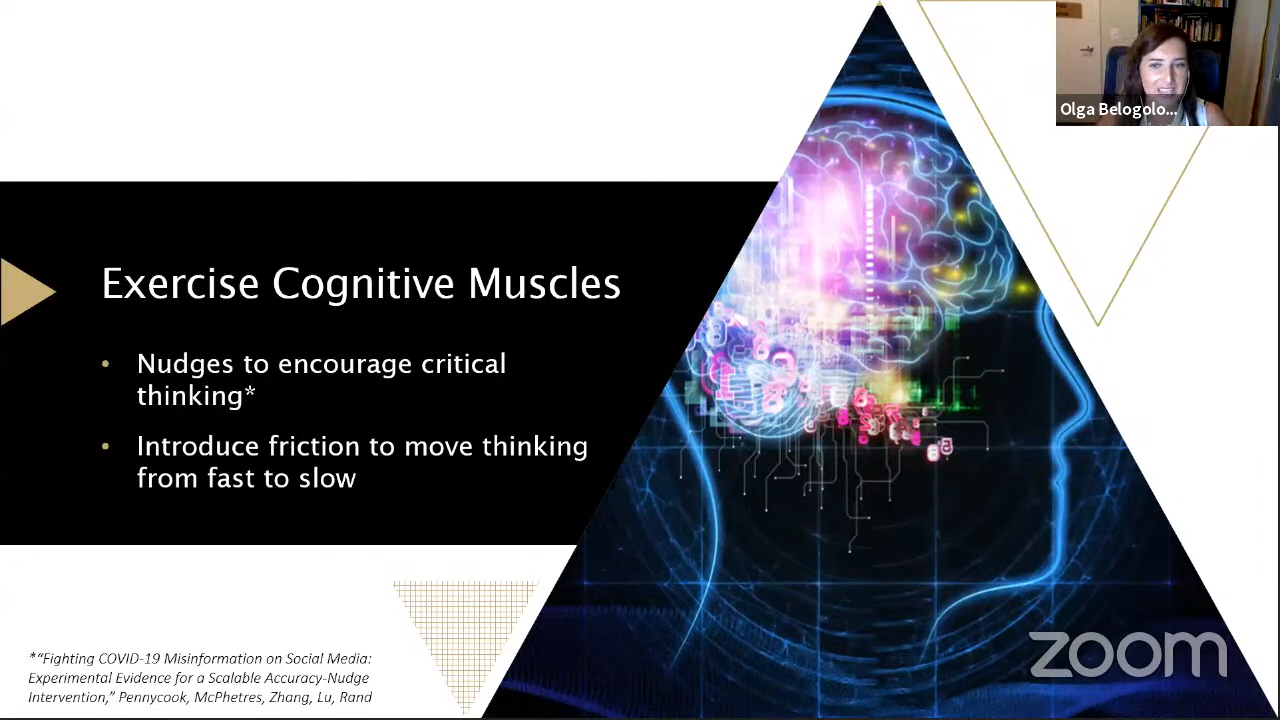 Olga Belogolo...
Exercise Cognitive Muscles
• Nudges to encourage critical
thinking*
• Introduce friction to move thinking
from fast to slow
*“Fighting COVID-19 Misinformation on Social Media:
Experimental Evidence for a Scalable Accuracy-Nudge
Intervention,” Pennycook, McPhetres, Zhang, Lu, Rand
zoom